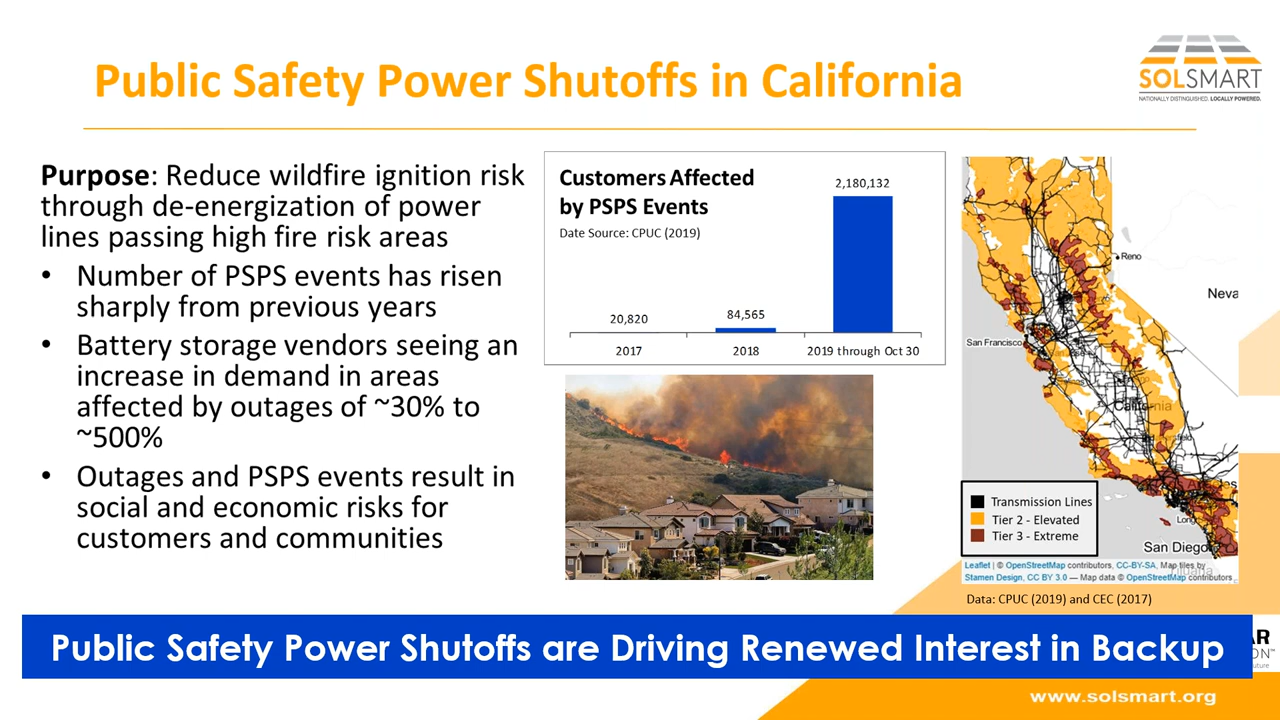 Public Safety Power Shutoffs in California
SOLSMART
NATIONALLY DISTINGUISHED. LOCALLY POWERED.
Purpose: Reduce wildfire ignition risk
through de-energization of power
lines passing high fire risk areas
• Number of PSPS events has risen
sharply from previous years
• Battery storage vendors seeing an
increase in demand in areas
affected by outages of ~30% to
~500%
• Outages and PSPS events result in
social and economic risks for
customers and communities
Customers Affected
by PSPS Events
Date Source: CPUC (2019)
20,820
84,565
2,180,132
2017
2018
2019 through Oct 30
Reno
Neva
San Francisco
California
San Diego
Long
Tijuana
Transmission Lines
Tier 2 - Elevated
Tier 3 - Extreme
Leaflet | © OpenStreetMap contributors, CC-BY-SA, Map tiles by
Stamen Design, CC BY 3.0 — Map data © OpenStreetMap contributors
Data: CPUC (2019) and CEC (2017)
Public Safety Power Shutoffs are Driving Renewed Interest in Backup
www.solsmart.org